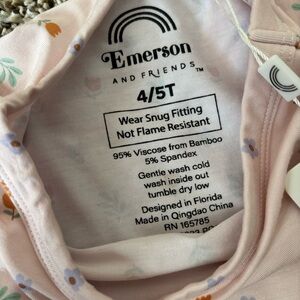 Emerson
AND FRIENDS™
4/5T
Wear Snug Fitting
Not Flame Resistant
95% Viscose from Bamboo
5% Spandex
Gentle wash cold
wash inside out
tumble dry low
Designed in Florida
Made in Qingdao China
RN 165785